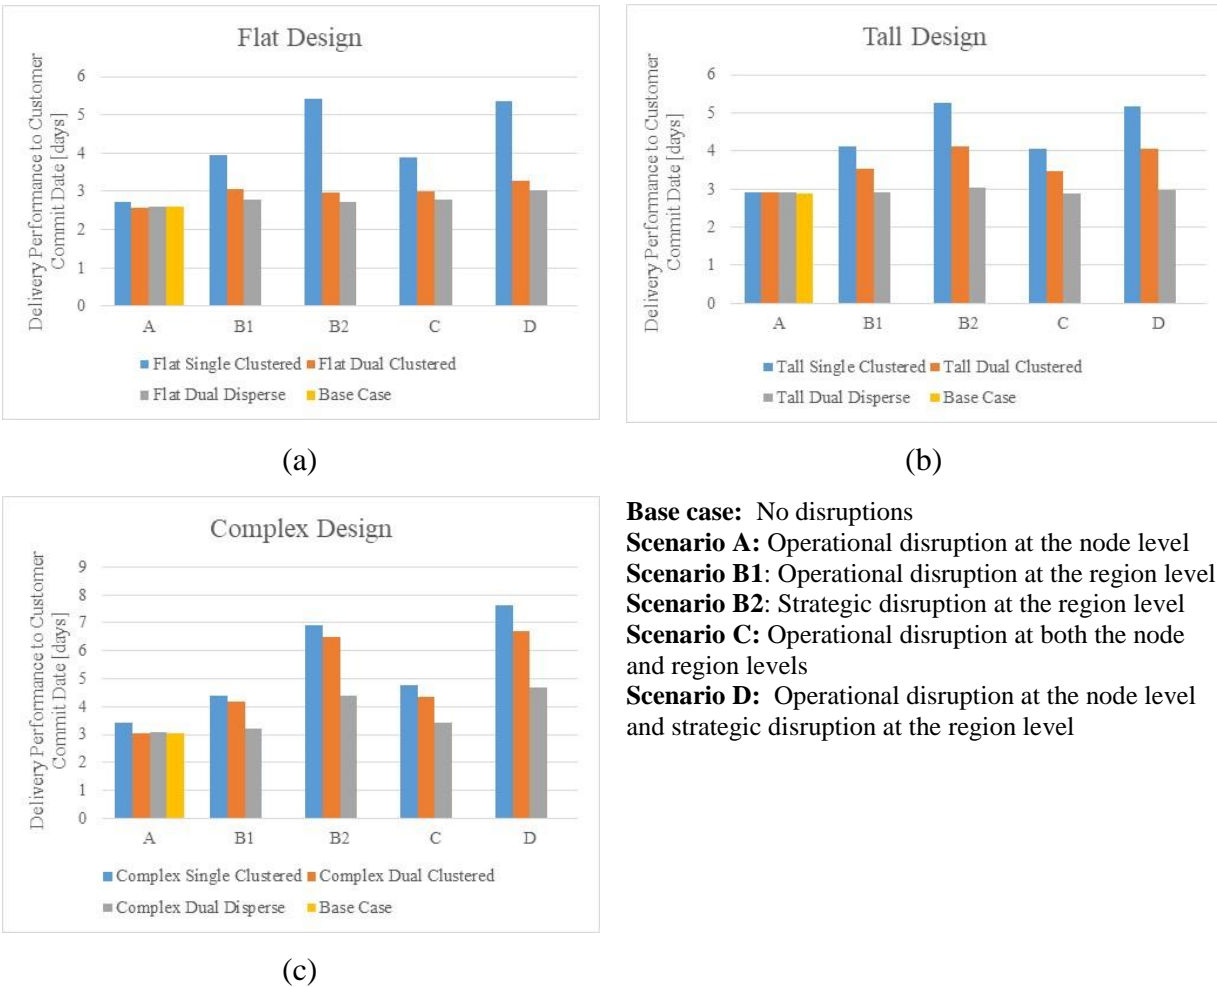 Flat Design
Delivery Performance to Customer
Commit Date [days]
6
5
4
3
2
1
0
A B1 B2 C D
Flat Single Clustered Flat Dual Clustered
Flat Dual Disperse Base Case
(a)
Tall Design
Delivery Performance to Customer
Commit Date [days]
6
5
4
3
2
1
0
A B1 B2 C D
Tall Single Clustered Tall Dual Clustered
Tall Dual Disperse Base Case
(b)
Complex Design
Delivery Performance to Customer
Commit Date [days]
9
8
7
6
5
4
3
2
1
0
A B1 B2 C D
Complex Single Clustered Complex Dual Clustered
Complex Dual Disperse Base Case
(c)
Base case: No disruptions
Scenario A: Operational disruption at the node level
Scenario B1: Operational disruption at the region level
Scenario B2: Strategic disruption at the region level
Scenario C: Operational disruption at both the node
and region levels
Scenario D: Operational disruption at the node level
and strategic disruption at the region level